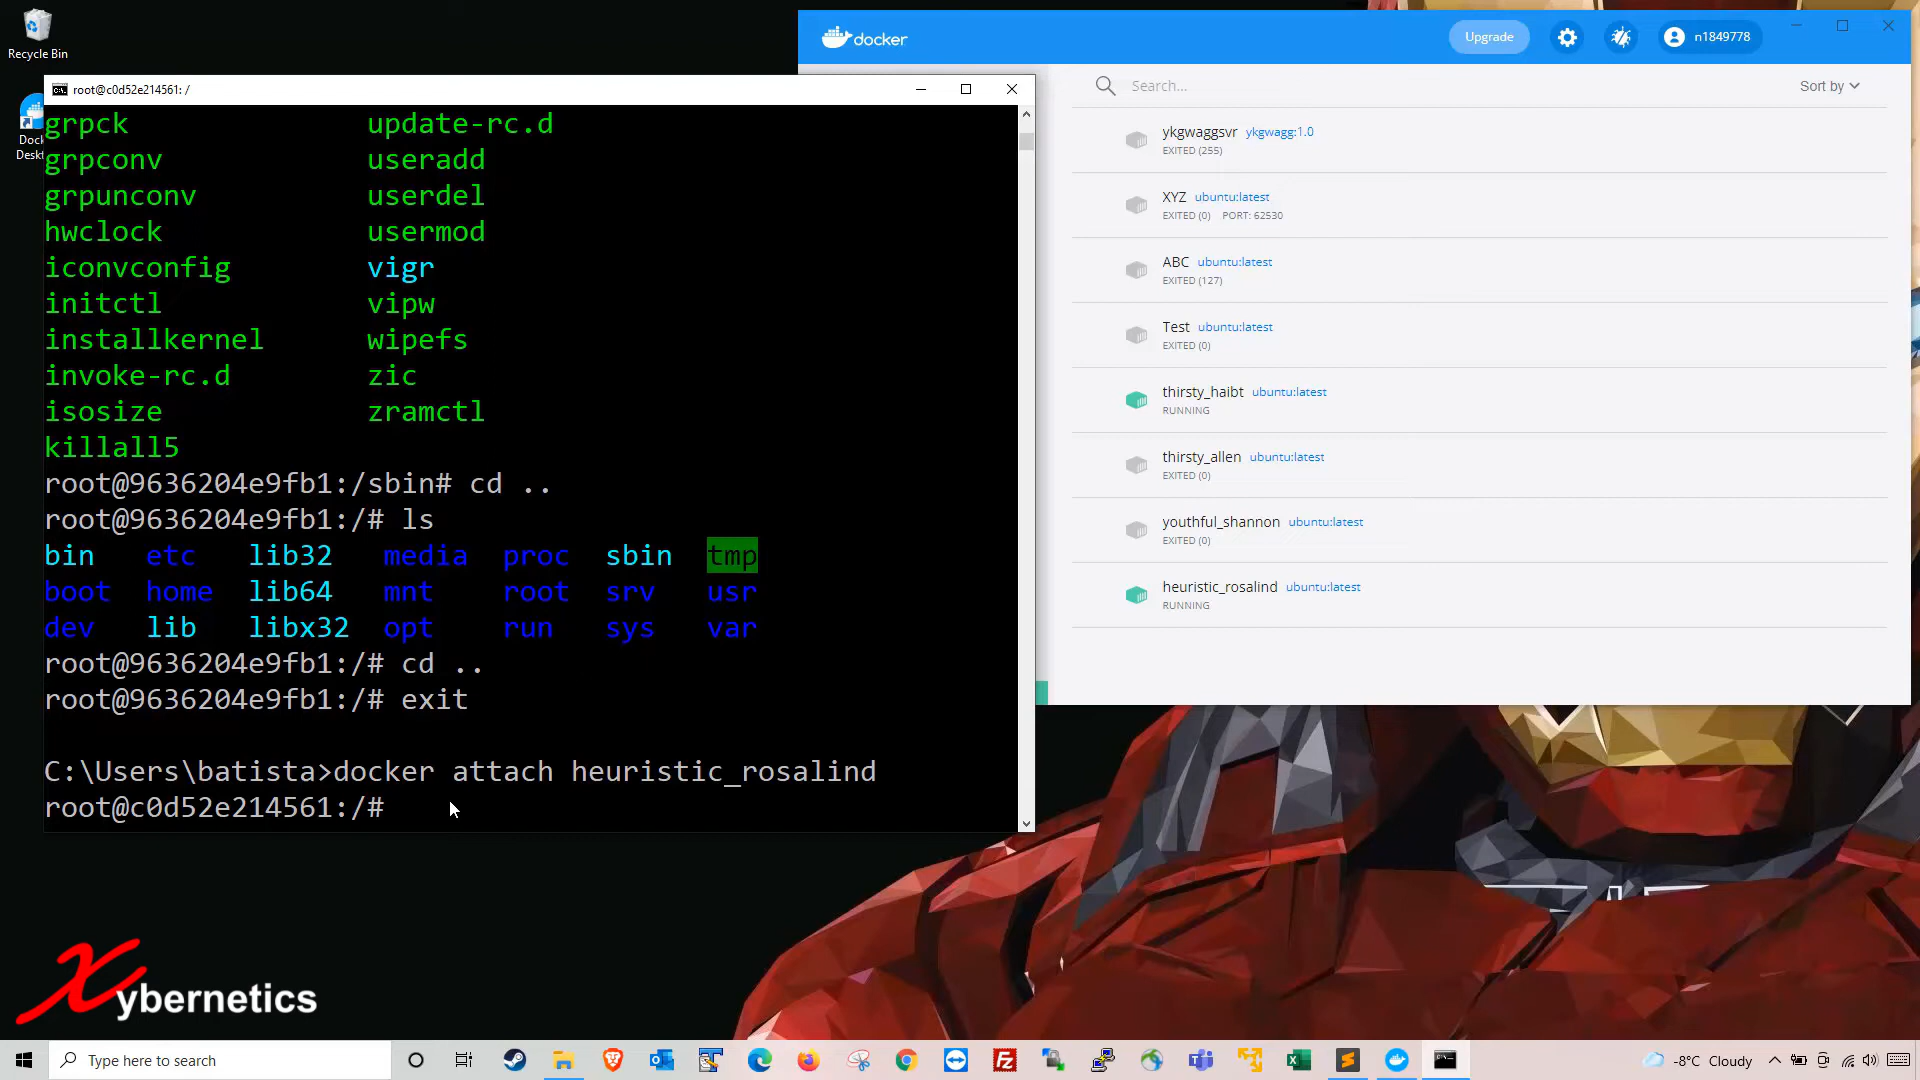 Recycle Bin
Dock
Deskt
root@c0d52e214561: /
grpck update-rc.d
grpconv useradd
grpunconv userdel
hwclock usermod
iconvconfig vigr
initctl vipw
installkernel wipefs
invoke-rc.d zic
isosize zramctl
killall5
root@9636204e9fb1:/sbin# cd ..
root@9636204e9fb1:/# ls
bin etc lib32 media proc sbin tmp
boot home lib64 mnt root srv usr
dev lib libx32 opt run sys var
root@9636204e9fb1:/# cd ..
root@9636204e9fb1:/# exit
C:\Users\batista>docker attach heuristic_rosalind
root@c0d52e214561:/#
docker
Upgrade
n1849778
Search...
Sort by
ykgwaggsvr ykgwagg:1.0
EXITED (255)
XYZ ubuntu:latest
EXITED (0) PORT: 62530
ABC ubuntu:latest
EXITED (127)
Test ubuntu:latest
EXITED (0)
thirsty_haibt ubuntu:latest
RUNNING
thirsty_allen ubuntu:latest
EXITED (0)
youthful_shannon ubuntu:latest
EXITED (0)
heuristic_rosalind ubuntu:latest
RUNNING
Xybernetics
Type here to search
-8°C Cloudy